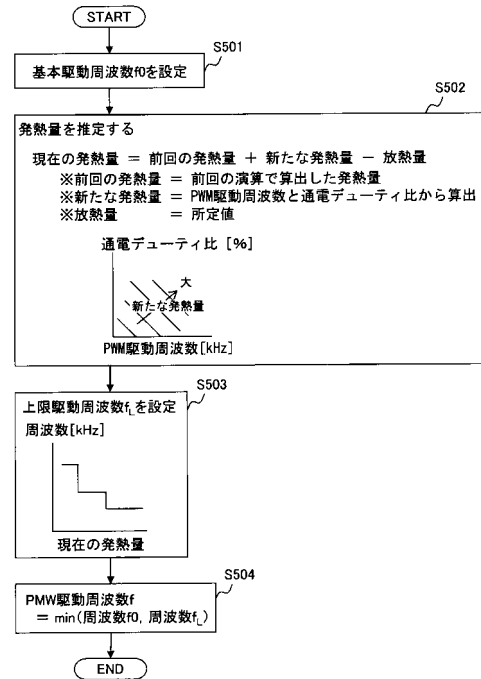 START
S501
基本駆動周波数f0を設定
S502
発熱量を推定する
現在の発熱量 = 前回の発熱量 + 新たな発熱量 − 放熱量
※前回の発熱量 = 前回の演算で算出した発熱量
※新たな発熱量 = PWM駆動周波数と通電デューティ比から算出
※放熱量 = 所定値
通電デューティ比 [%]
大
新たな発熱量
PWM駆動周波数[kHz]
S503
上限駆動周波数fLを設定
周波数[kHz]
現在の発熱量
S504
PMW駆動周波数f
= min(周波数f0, 周波数fL)
END